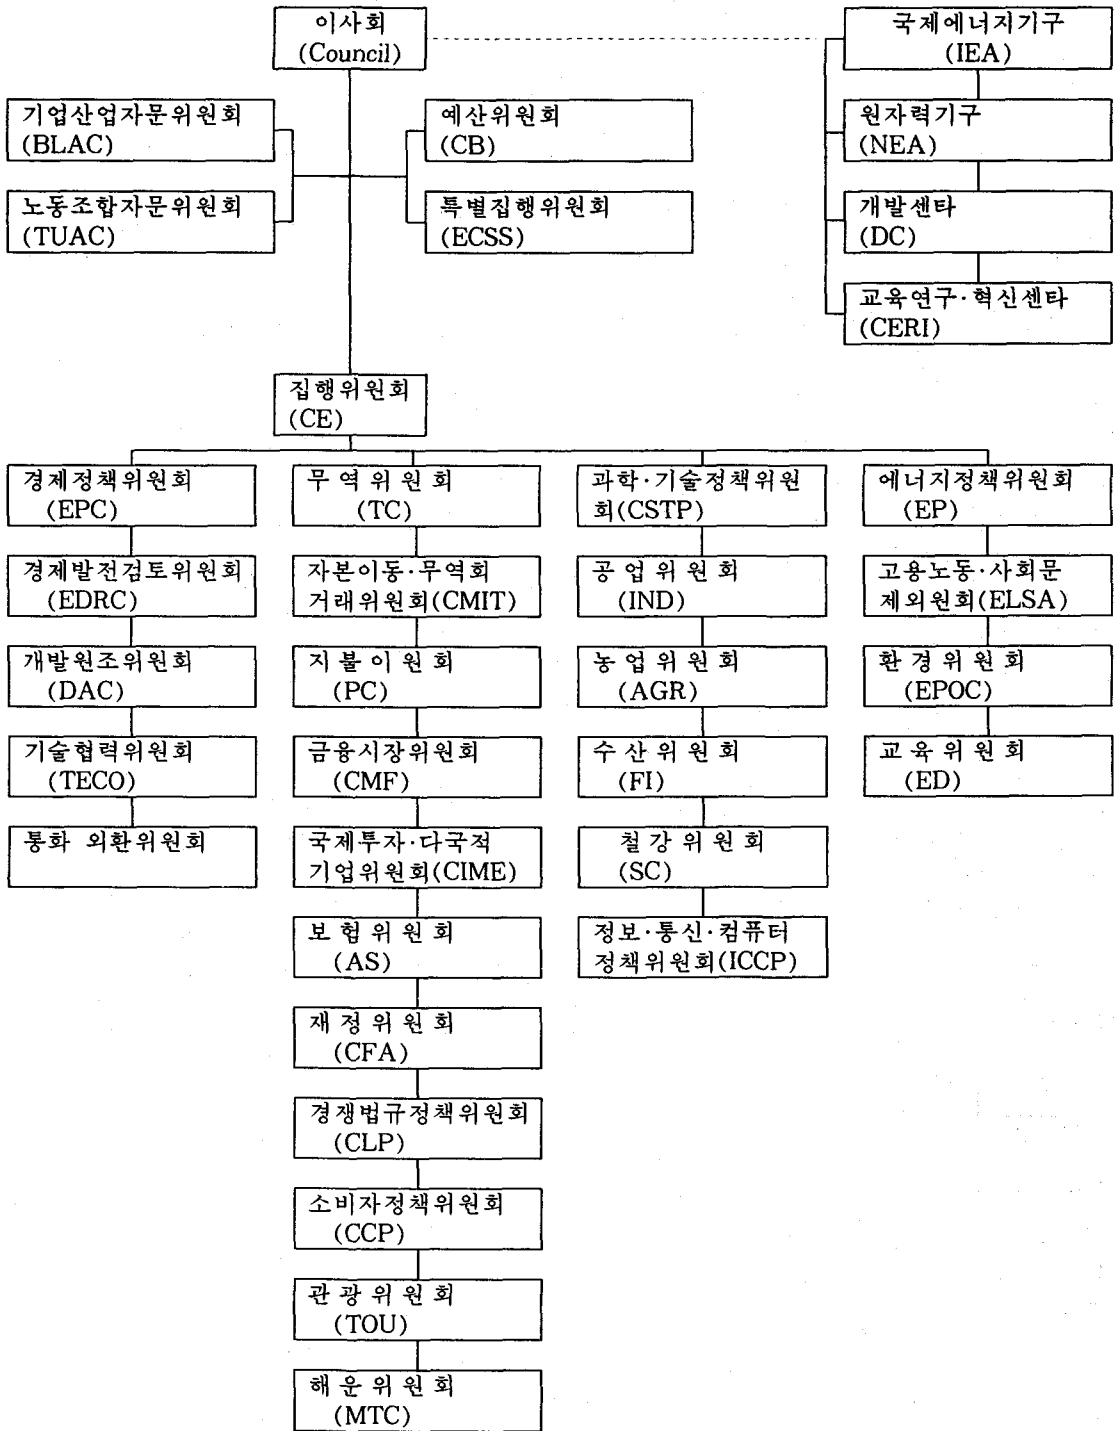 이사회
(Council)
국제에너지기구
(IEA)
기업산업자문위원회
(BLAC)
예산위원회
(CB)
원자력기구
(NEA)
노동조합자문위원회
(TUAC)
특별집행위원회
(ECSS)
개발센타
(DC)
교육연구·혁신센타
(CERI)
집행위원회
(CE)
경제정책위원회
(EPC)
경제발전검토위원회
(EDRC)
개발원조위원회
(DAC)
기술협력위원회
(TECO)
통화 외환위원회
무역위원회
(TC)
자본이동·무역회
거래위원회(CMIT)
지불이원회
(PC)
금융시장위원회
(CMF)
국제투자·다국적
기업위원회(CIME)
보험위원회
(AS)
재정위원회
(CFA)
경쟁법규정책위원회
(CLP)
소비자정책위원회
(CCP)
관광위원회
(TOU)
해운위원회
(MTC)
과학·기술정책위원
회(CSTP)
공업위원회
(IND)
농업위원회
(AGR)
수산위원회
(FI)
철강위원회
(SC)
정보·통신·컴퓨터
정책위원회(ICCP)
에너지정책위원회
(EP)
고용노동·사회문
제외원회(ELSA)
환경위원회
(EPOC)
교육위원회
(ED)